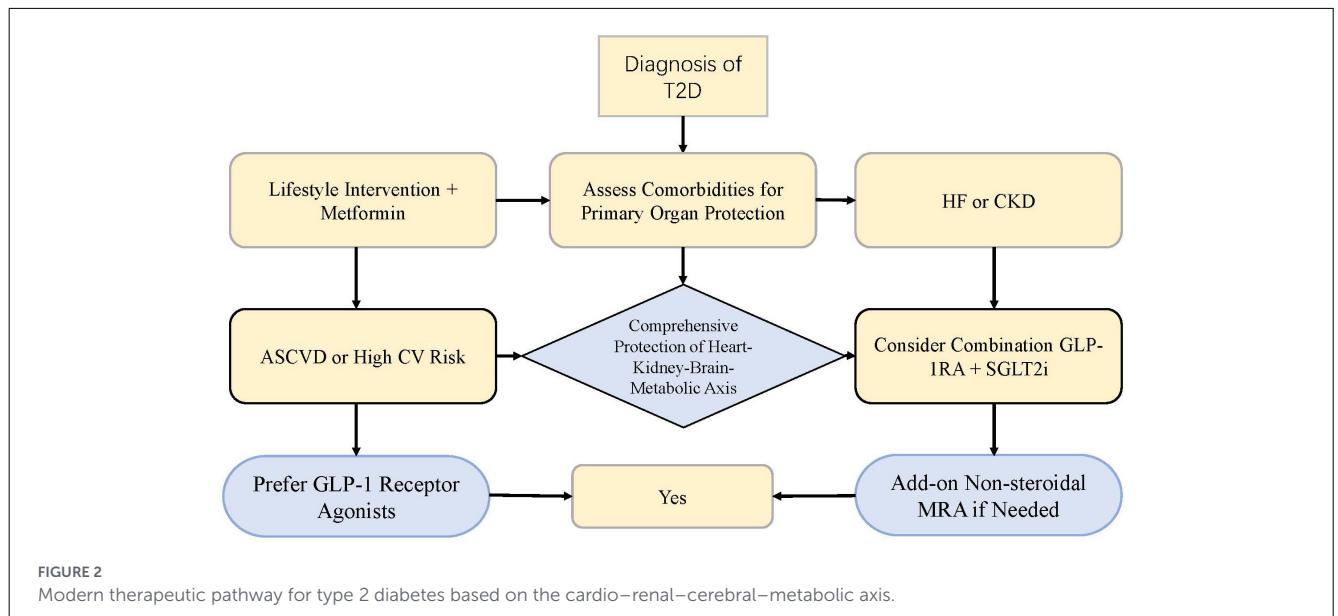 Diagnosis of
T2D
Lifestyle Intervention +
Metformin
Assess Comorbidities for
Primary Organ Protection
HF or CKD
ASCVD or High CV Risk
Comprehensive
Protection of Heart-
Kidney-Brain-
Metabolic Axis
Consider Combination GLP-
1RA + SGLT2i
Prefer GLP-1 Receptor
Agonists
Yes
Add-on Non-steroidal
MRA if Needed
FIGURE 2
Modern therapeutic pathway for type 2 diabetes based on the cardio–renal–cerebral–metabolic axis.